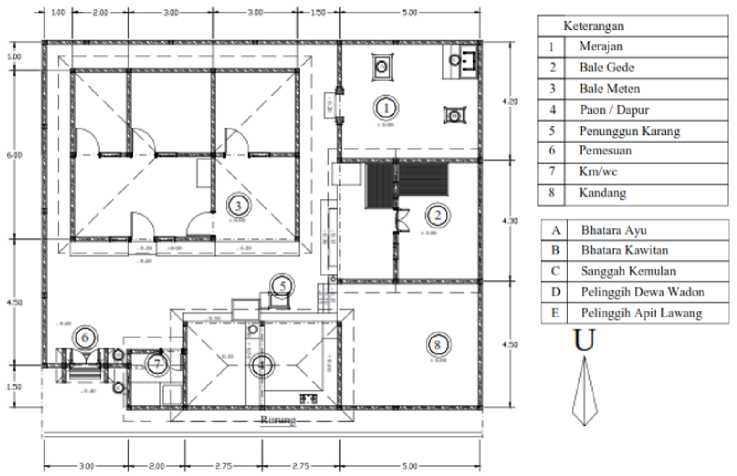 1.00 2.00 3.00 3.00 1.50 5.00
Keterangan
1 Merajan
2 Bale Gede
3 Bale Meten
4 Paon / Dapur
5 Penunggun Karang
6 Pemesuan
7 Km/wc
8 Kandang
A Bhatara Ayu
B Bhatara Kawitan
C Sanggah Kemulan
D Pelinggih Dewa Wadon
E Pelinggih Apit Lawang
U
1.00
6.00
4.50
1.50
4.20
4.30
4.50
1
2
3
5
6
7
8
Rurung
3.00 2.00 2.75 2.75 5.00